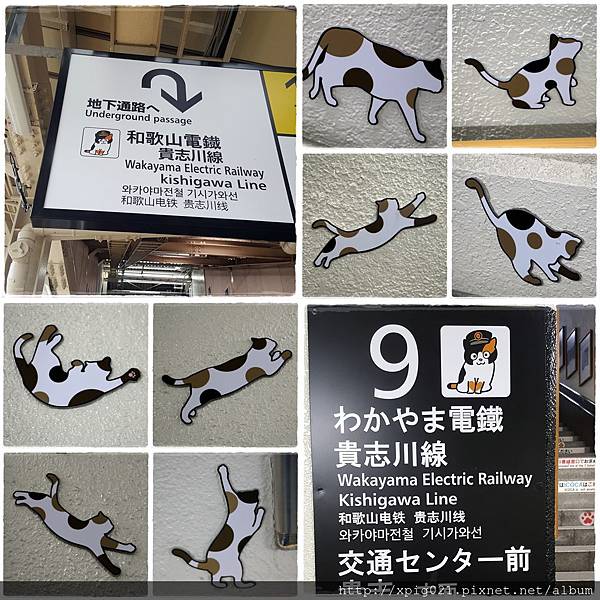 地下通路へ
Underground passage
和歌山電鐵
貴志川線
Wakayama Electric Railway
kishigawa Line
와카야마전철 기시가와선
和歌山电铁 贵志川线
9
わかやま電鐵
貴志川線
Wakayama Electric Railway
Kishigawa Line
和歌山电铁 贵志川线
와카야마전철 기시가와선
交通センター前
http://xpig021.pixnet.net/album